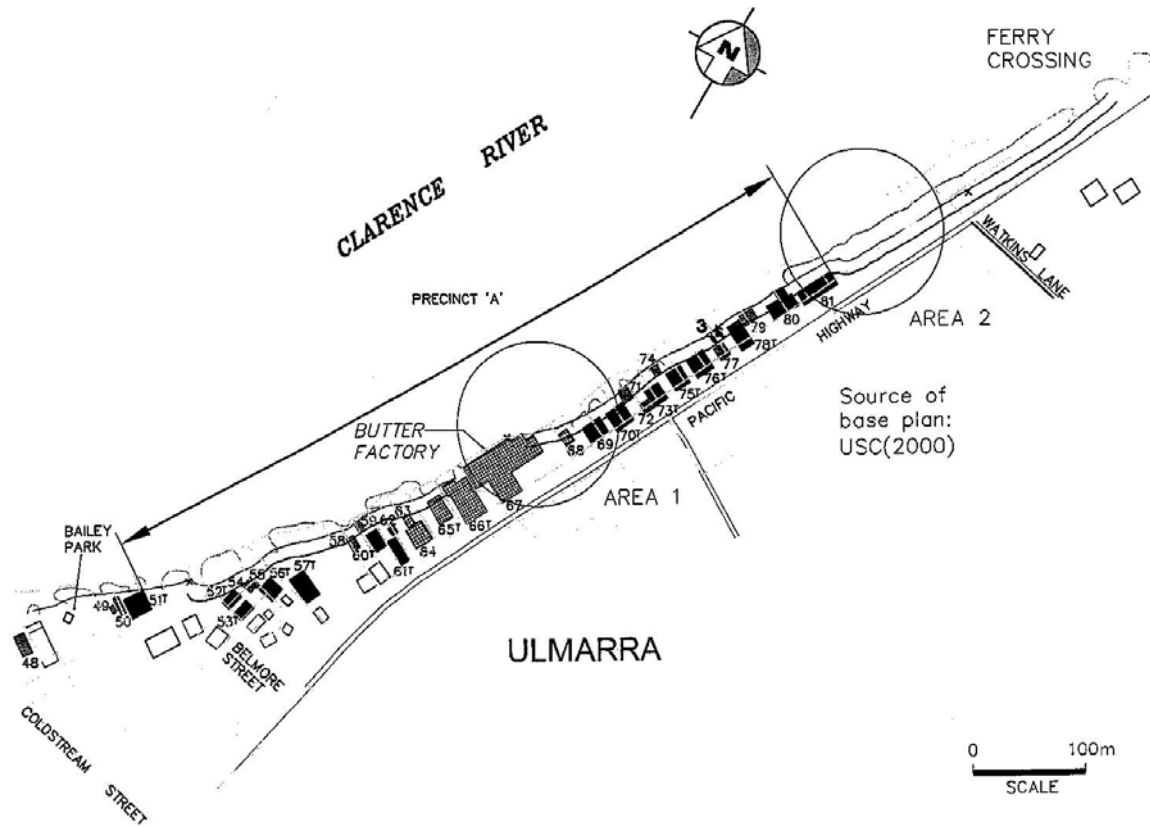 FERRY
CROSSING
N
CLARENCE RIVER
PRECINCT 'A'
WATKINS LANE
AREA 2
81
80
HIGHWAY
79
3
78T
77
74
76T
75T
PACIFIC
71
73T
72
70T
69
68
Source of
base plan:
USC(2000)
BUTTER
FACTORY
AREA 1
67
66T
65T
63
64
62
61T
59
58
60T
BAILEY
PARK
57T
56T
55
54
52T
53T
51T
49
50
48
BELMORE
STREET
ULMARRA
COLDSTREAM STREET
0 100m
SCALE